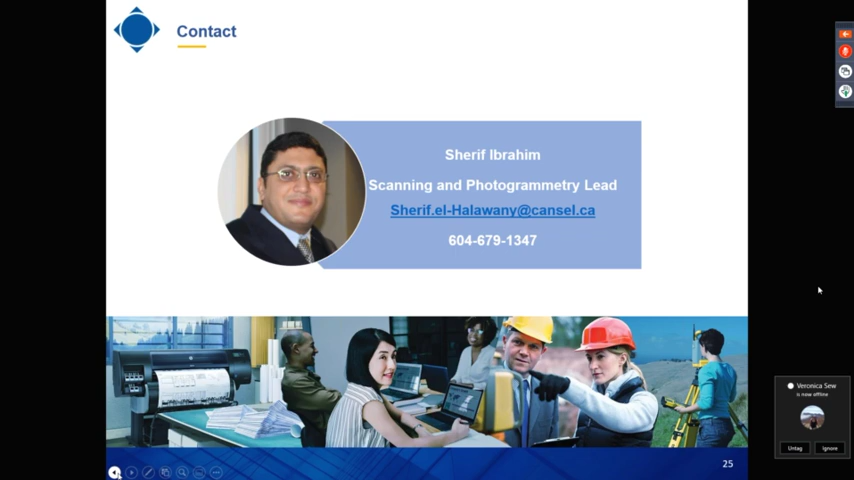 Contact
Sherif Ibrahim
Scanning and Photogrammetry Lead
Sherif.el-Halawany@cansel.ca
604-679-1347
25
Veronica Sew
is now offline
Untag
Ignore